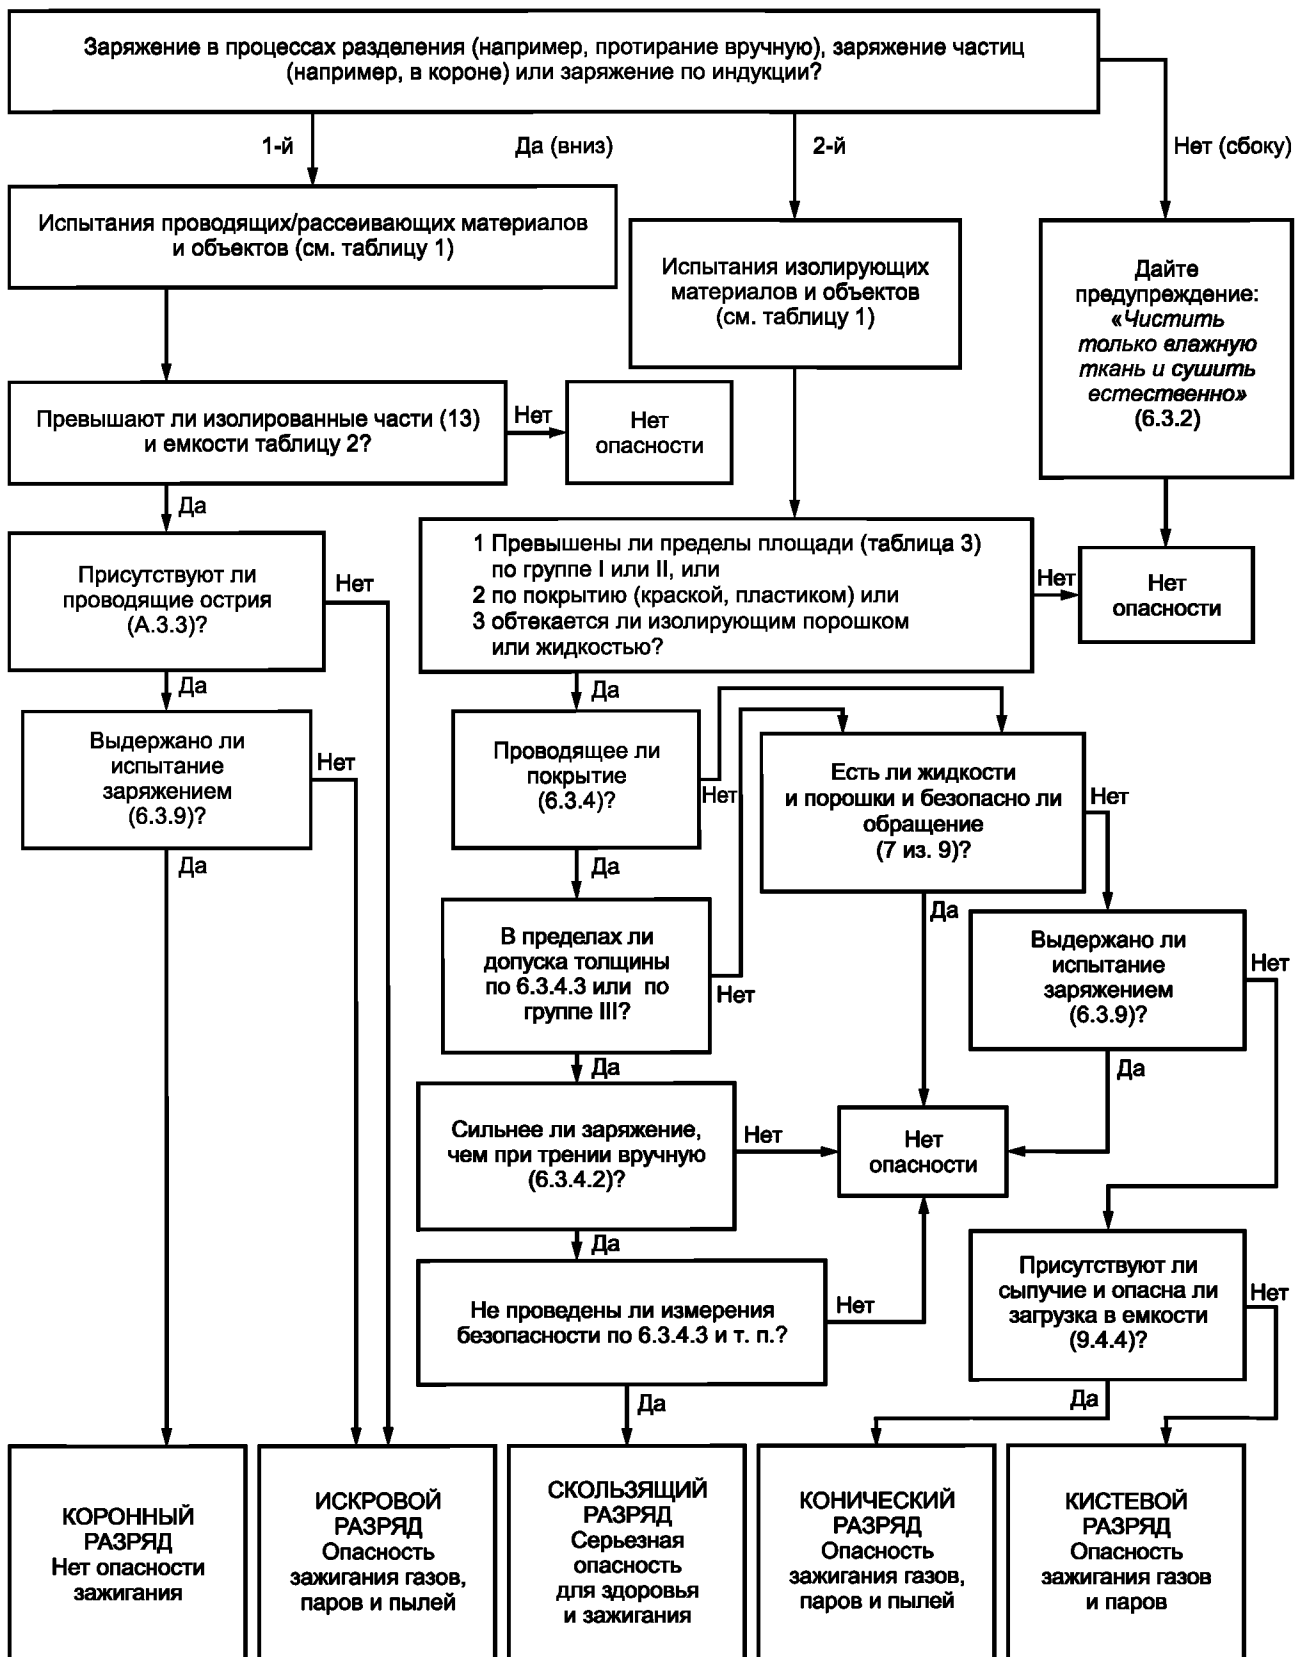 Заряжение в процессах разделения (например, протирание вручную), заряжение частиц
(например, в короне) или заряжение по индукции?
1-й
Да (вниз)
2-й
Нет (сбоку)
Испытания проводящих/рассеивающих материалов
и объектов (см. таблицу 1)
Испытания изолирующих
материалов и объектов
(см. таблицу 1)
Дайте
предупреждение:
«Чистить
только влажную
ткань и сушить
естественно»
(6.3.2)
Превышают ли изолированные части (13)
и емкости таблицу 2?
Нет
Нет
опасности
Да
1 Превышены ли пределы площади (таблица 3)
по группе I или II, или
2 по покрытию (краской, пластиком) или
3 обтекается ли изолирующим порошком
или жидкостью?
Нет
Нет
опасности
Присутствуют ли
проводящие острия
(А.3.3)?
Нет
Да
Да
Выдержано ли
испытание
заряжением
(6.3.9)?
Нет
Да
Проводящее ли
покрытие
(6.3.4)?
Нет
Да
Есть ли жидкости
и порошки и безопасно ли
обращение
(7 из. 9)?
Нет
Да
В пределах ли
допуска толщины
по 6.3.4.3 или по
группе III?
Нет
Да
Выдержано ли
испытание
заряжением
(6.3.9)?
Нет
Да
Сильнее ли заряжение,
чем при трении вручную
(6.3.4.2)?
Нет
Да
Нет
опасности
Не проведены ли измерения
безопасности по 6.3.4.3 и т. п.?
Нет
Да
Присутствуют ли
сыпучие и опасна ли
загрузка в емкости
(9.4.4)?
Нет
Да
КОРОННЫЙ
РАЗРЯД
Нет опасности
зажигания
ИСКРОВОЙ
РАЗРЯД
Опасность
зажигания газов,
паров и пылей
СКОЛЬЗЯЩИЙ
РАЗРЯД
Серьезная
опасность
для здоровья
и зажигания
КОНИЧЕСКИЙ
РАЗРЯД
Опасность
зажигания газов,
паров и пылей
КИСТЕВОЙ
РАЗРЯД
Опасность
зажигания газов
и паров